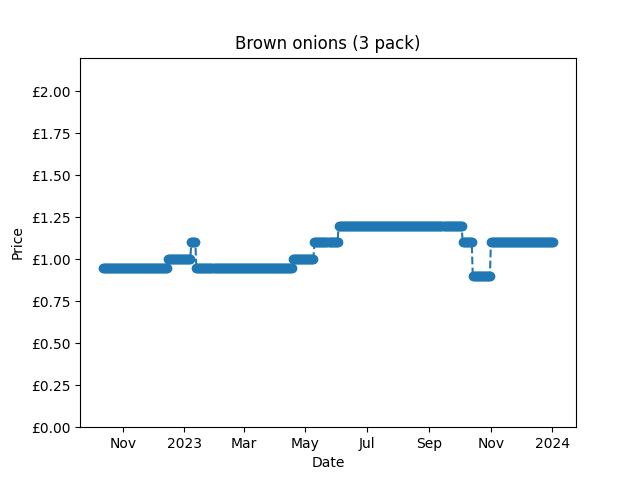 Brown onions (3 pack)
£2.00
£1.75
£1.50
£1.25
£1.00
£0.75
£0.50
£0.25
£0.00
Price
Nov 2023 Mar May Jul Sep Nov 2024
Date